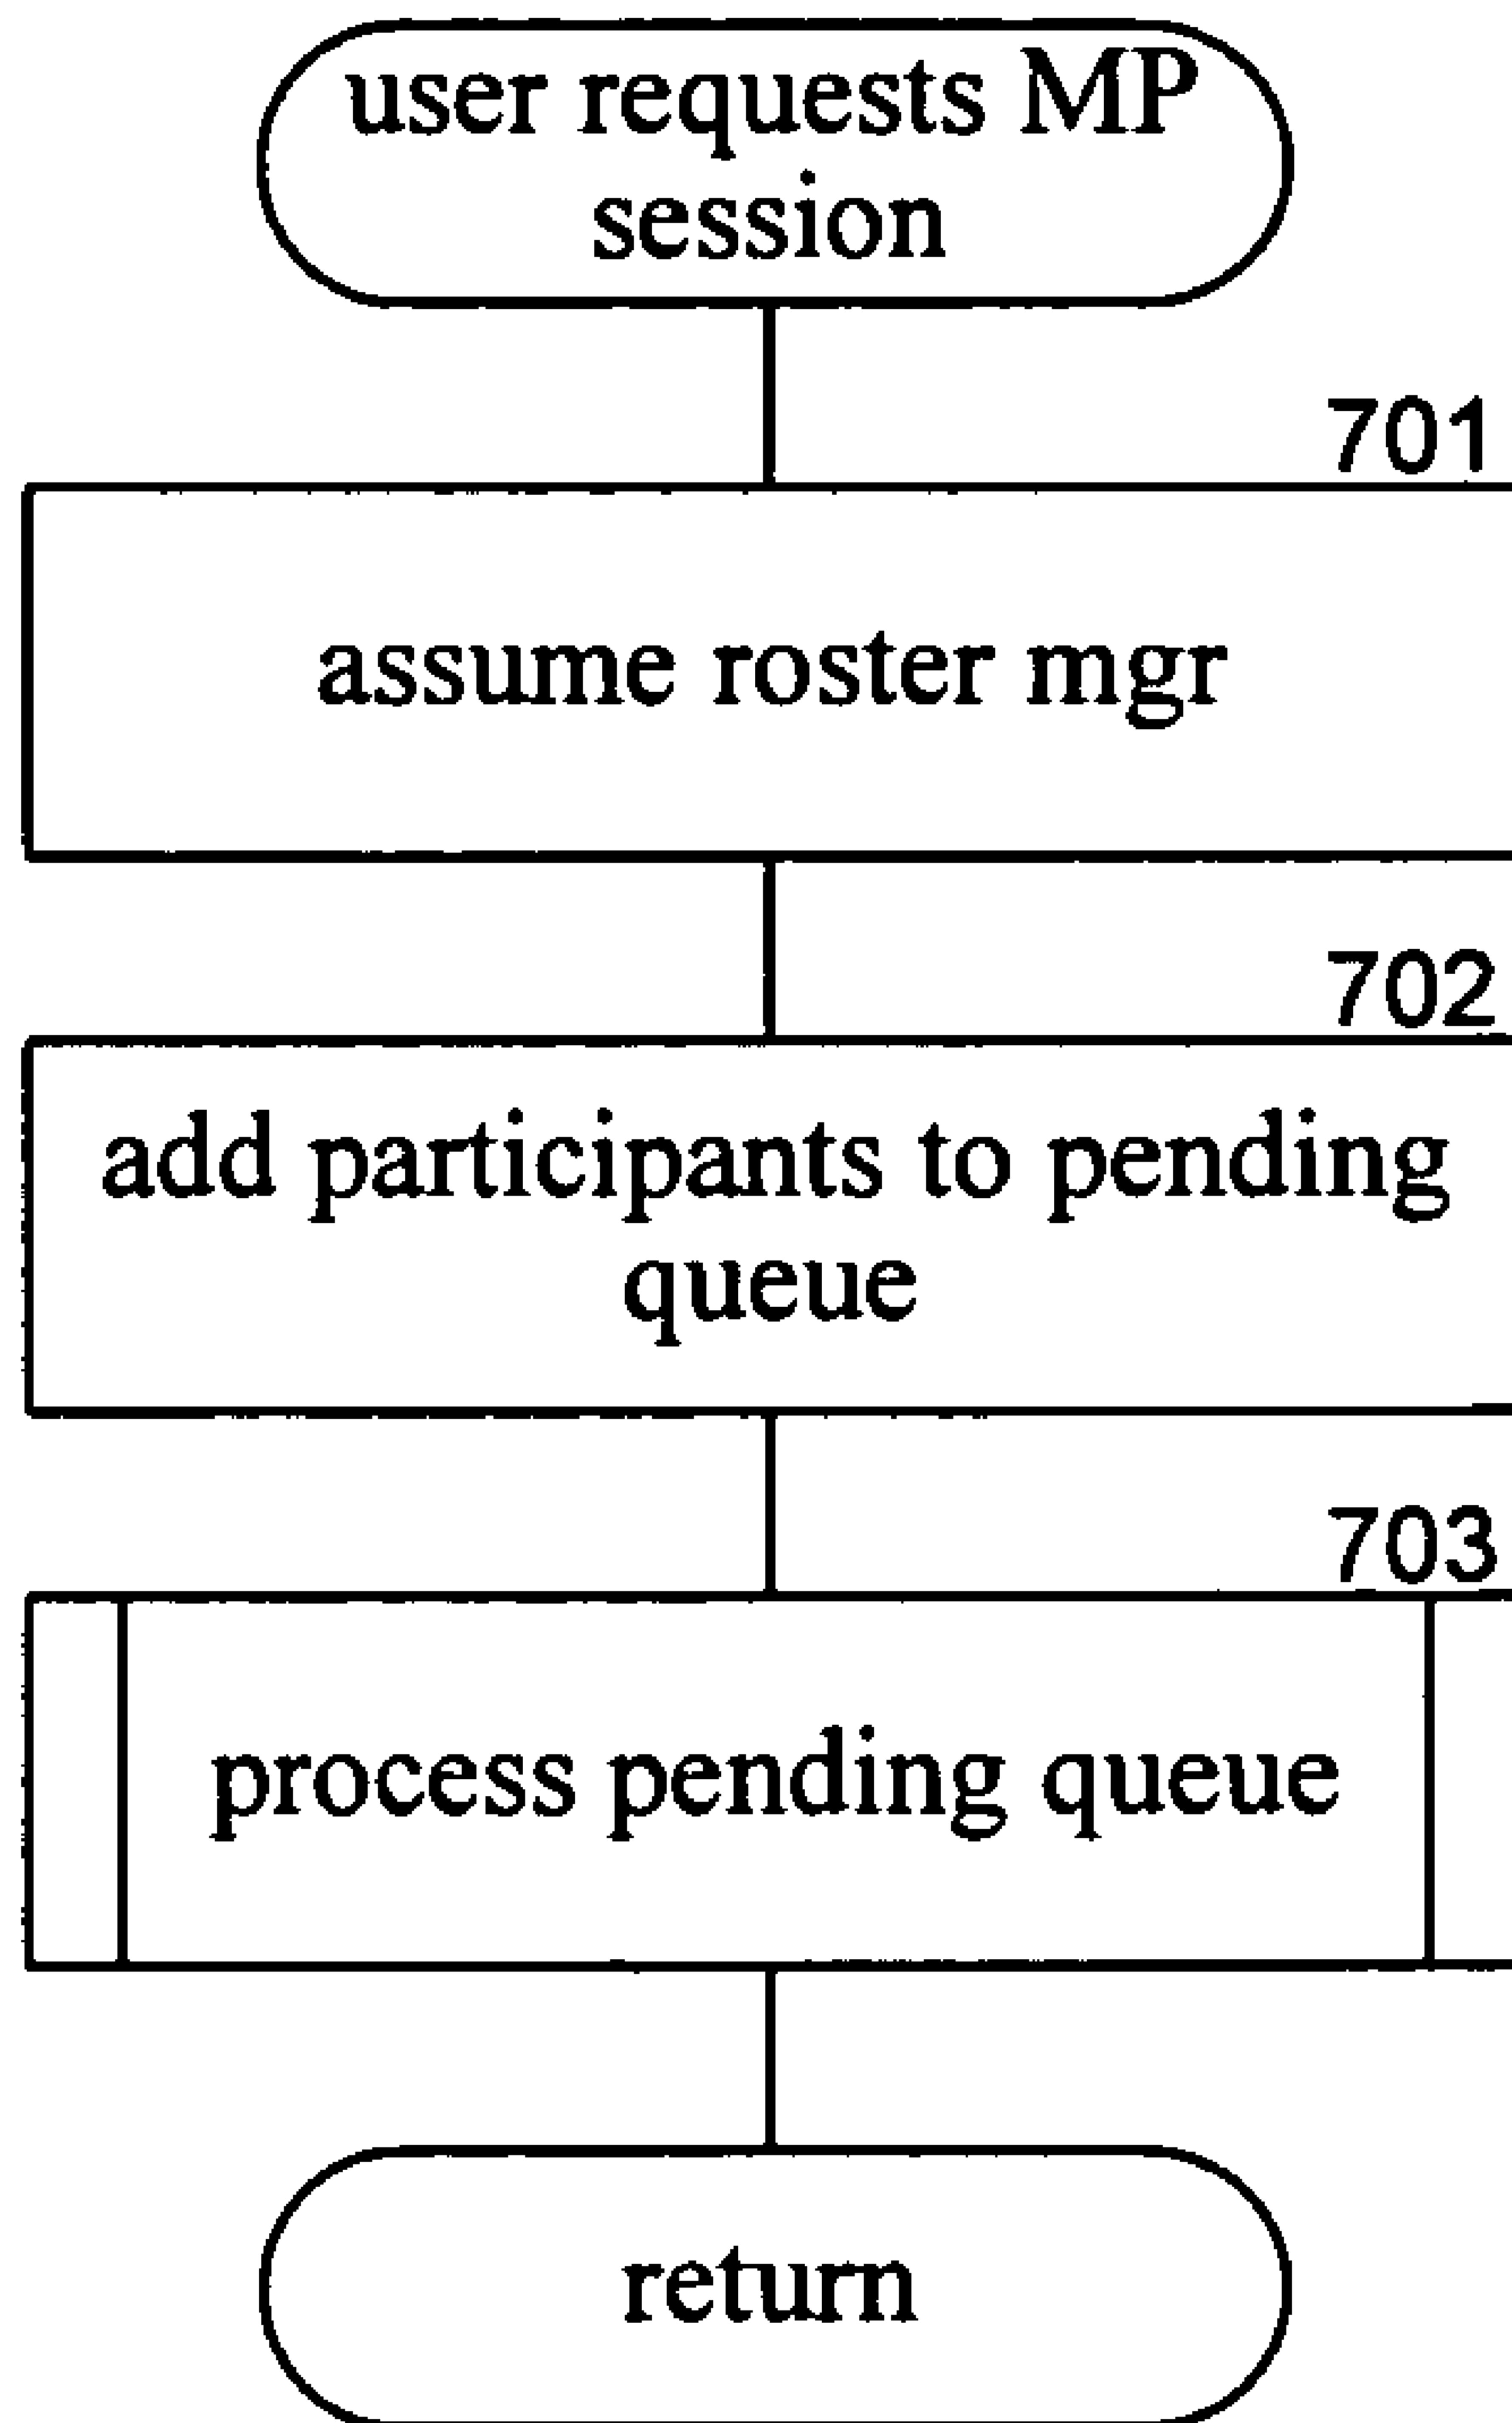 user requests MP
session
701
assume roster mgr
702
add participants to pending
queue
703
process pending queue
return